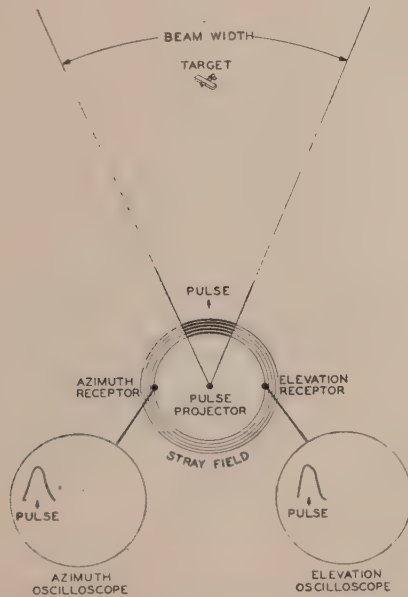 BEAM WIDTH
TARGET
PULSE
AZIMUTH
RECEPTOR
PULSE
PROJECTOR
ELEVATION
RECEPTOR
STRAY FIELD
PULSE
PULSE
AZIMUTH
OSCILLOSCOPE
ELEVATION
OSCILLOSCOPE